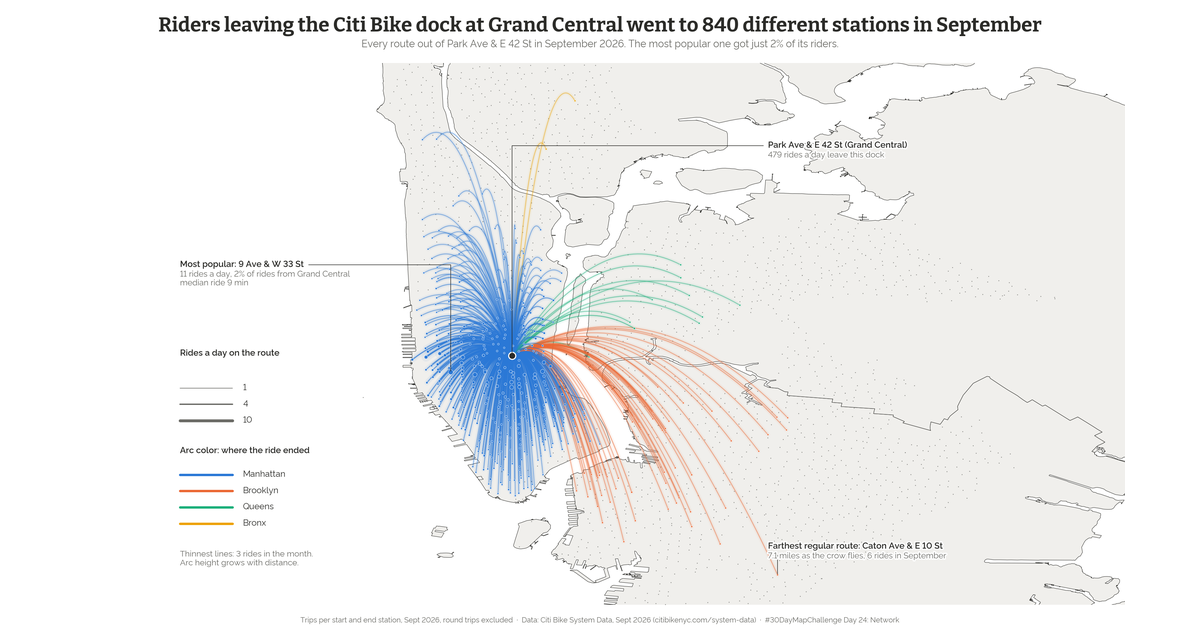 Riders leaving the Citi Bike dock at Grand Central went to 840 different stations in September
Every route out of Park Ave & E 42 St in September 2026. The most popular one got just 2% of its riders.
Park Ave & E 42 St (Grand Central)
479 rides a day leave this dock
Most popular: 9 Ave & W 33 St
11 rides a day, 2% of rides from Grand Central
median ride 9 min
Rides a day on the route
1
4
10
Arc color: where the ride ended
Manhattan
Brooklyn
Queens
Bronx
Thinnest lines: 3 rides in the month.
Arc height grows with distance.
Farthest regular route: Caton Ave & E 10 St
7.1 miles as the crow flies, 6 rides in September
Trips per start and end station, Sept 2026, round trips excluded · Data: Citi Bike System Data, Sept 2026 (citibikenyc.com/system-data) · #30DayMapChallenge Day 24: Network